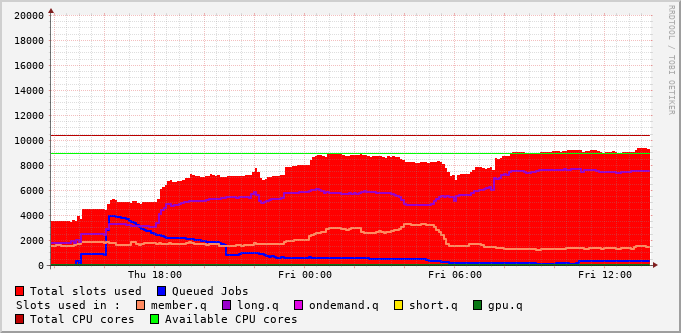 20000
18000
16000
14000
12000
10000
8000
6000
4000
2000
0
Thu 18:00 Fri 00:00 Fri 06:00 Fri 12:00
Total slots used Queued Jobs
Slots used in : member.q long.q ondemand.q short.q gpu.q
Total CPU cores Available CPU cores
RRDTOOL / TOBI OETIKER